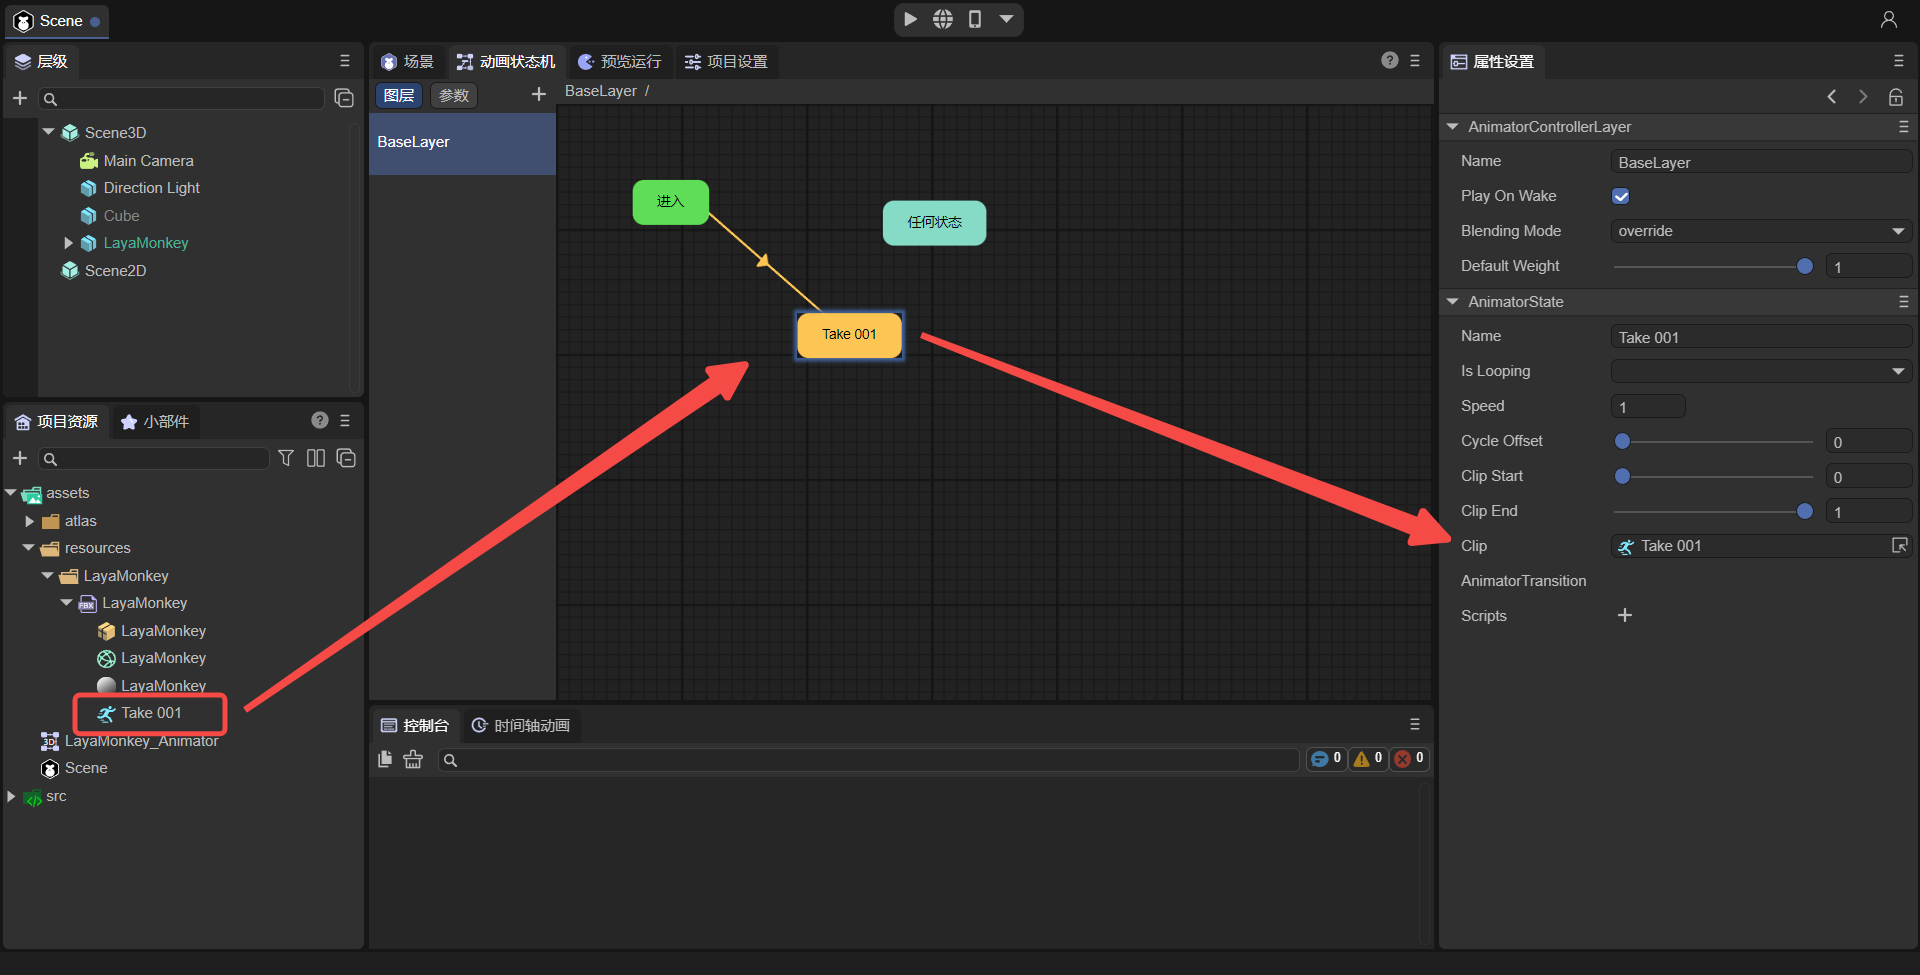 Scene
层级
Scene3D
Main Camera
Direction Light
Cube
LayaMonkey
Scene2D
项目资源
小部件
?
assets
atlas
resources
LayaMonkey
FBX
LayaMonkey
LayaMonkey
LayaMonkey
LayaMonkey
Take 001
3D
LayaMonkey_Animator
Scene
src
场景
动画状态机
预览运行
项目设置
?
图层
参数
BaseLayer /
BaseLayer
进入
任何状态
Take 001
控制台
时间轴动画
0
0
0
属性设置
AnimatorControllerLayer
Name
BaseLayer
Play On Wake
Blending Mode
override
Default Weight
1
AnimatorState
Name
Take 001
Is Looping
Speed
1
Cycle Offset
0
Clip Start
0
Clip End
1
Clip
Take 001
AnimatorTransition
Scripts